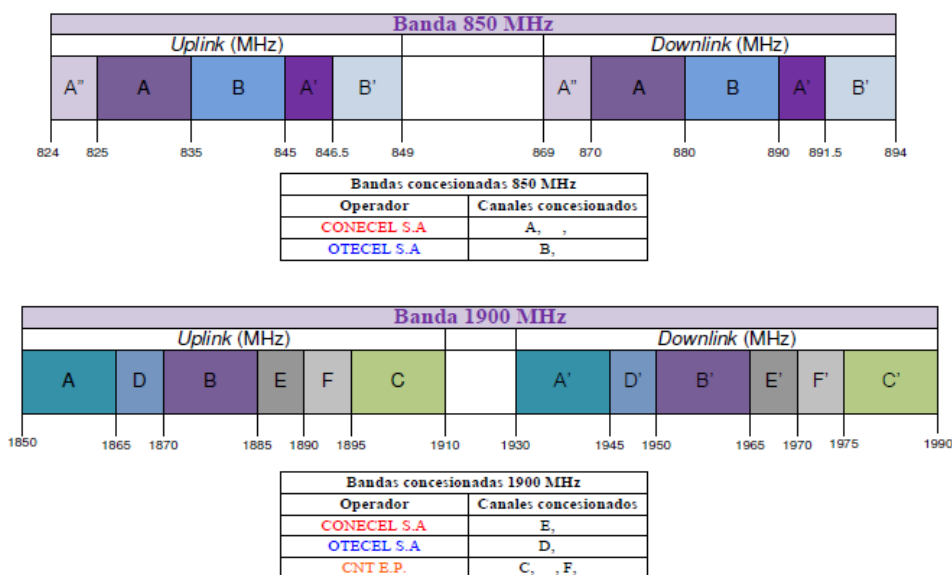 Banda 850 MHz
Uplink (MHz) Downlink (MHz)
A" A B A' B' A" A B A' B'
824 825 835 845 846.5 849 869 870 880 890 891.5 894
Bandas concesionadas 850 MHz
Operador Canales concesionados
CONECEL S.A A, ,
OTECEL S.A B,
Banda 1900 MHz
Uplink (MHz) Downlink (MHz)
A D B E F C A' D' B' E' F' C'
1850 1865 1870 1885 1890 1895 1910 1930 1945 1950 1965 1970 1975 1990
Bandas concesionadas 1900 MHz
Operador Canales concesionados
CONECEL S.A E,
OTECEL S.A D,
CNT E.P. C, , F,